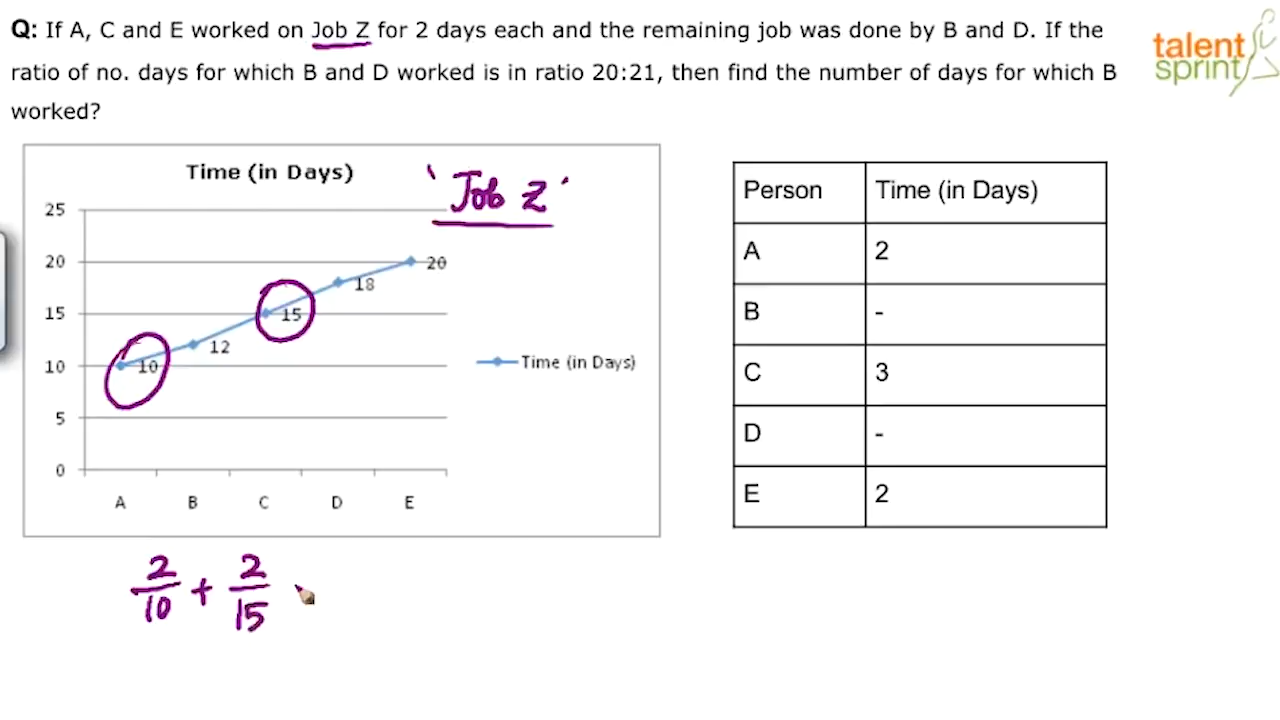 Q: If A, C and E worked on Job Z for 2 days each and the remaining job was done by B and D. If the
ratio of no. days for which B and D worked is in ratio 20:21, then find the number of days for which B
worked?
talent
sprint
Time (in Days)
'Job Z'
25
20
15
10
5
0
10
12
15
18
20
A B C D E
Time (in Days)
Person Time (in Days)
A 2
B -
C 3
D -
E 2
2/10 + 2/15